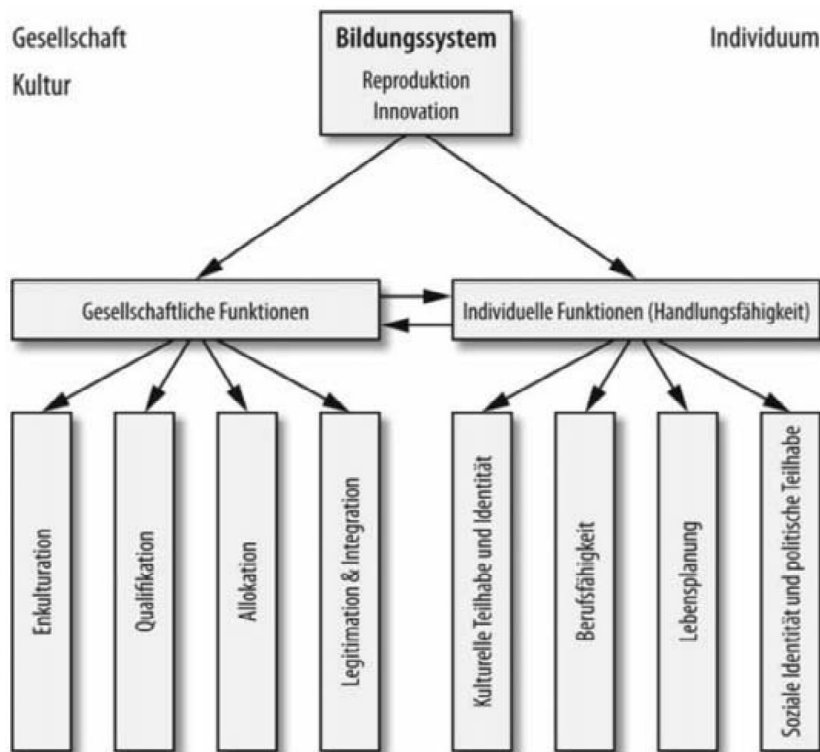 Gesellschaft
Kultur
Bildungssystem
Reproduktion
Innovation
Individuum
Gesellschaftliche Funktionen
Individuelle Funktionen (Handlungsfähigkeit)
Enkulturation
Qualifikation
Allokation
Legitimation & Integration
Kulturelle Teilhabe und Identität
Berufsfähigkeit
Lebensplanung
Soziale Identität und politische Teilhabe